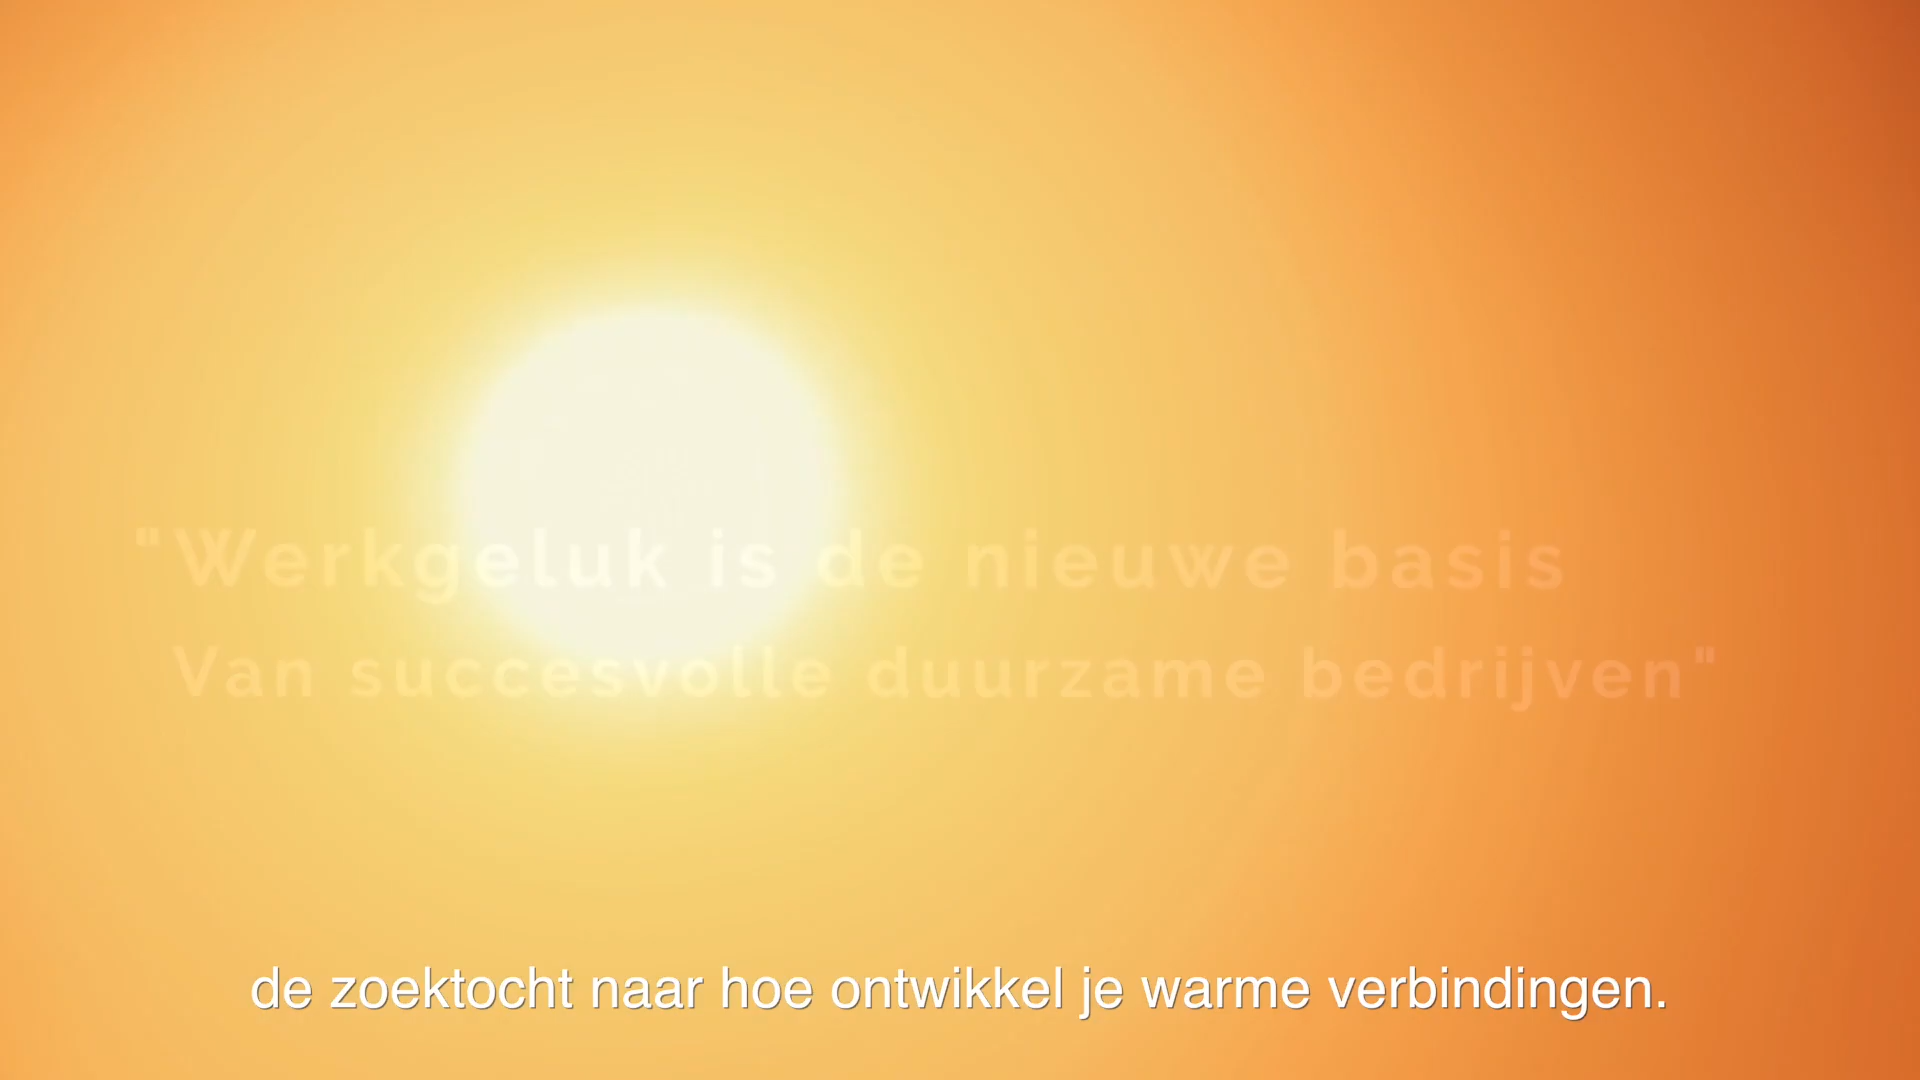 "Werkgeluk is de nieuwe basis
Van succesvolle duurzame bedrijven"
de zoektocht naar hoe ontwikkel je warme verbindingen.